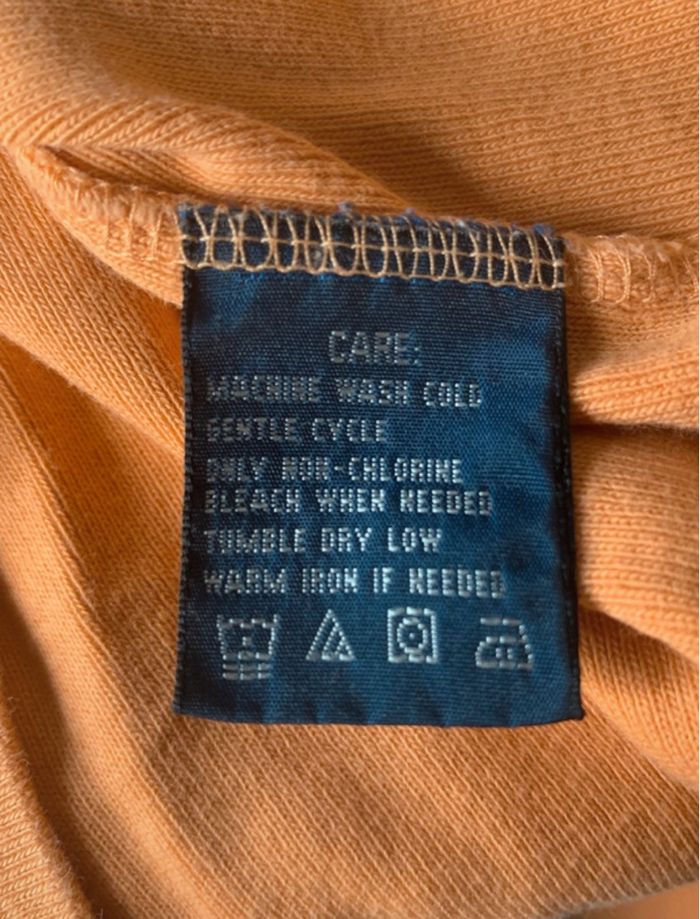 CARE:
MACHINE WASH COLD
GENTLE CYCLE
ONLY NON-CHLORINE
BLEACH WHEN NEEDED
TUMBLE DRY LOW
WARM IRON IF NEEDED